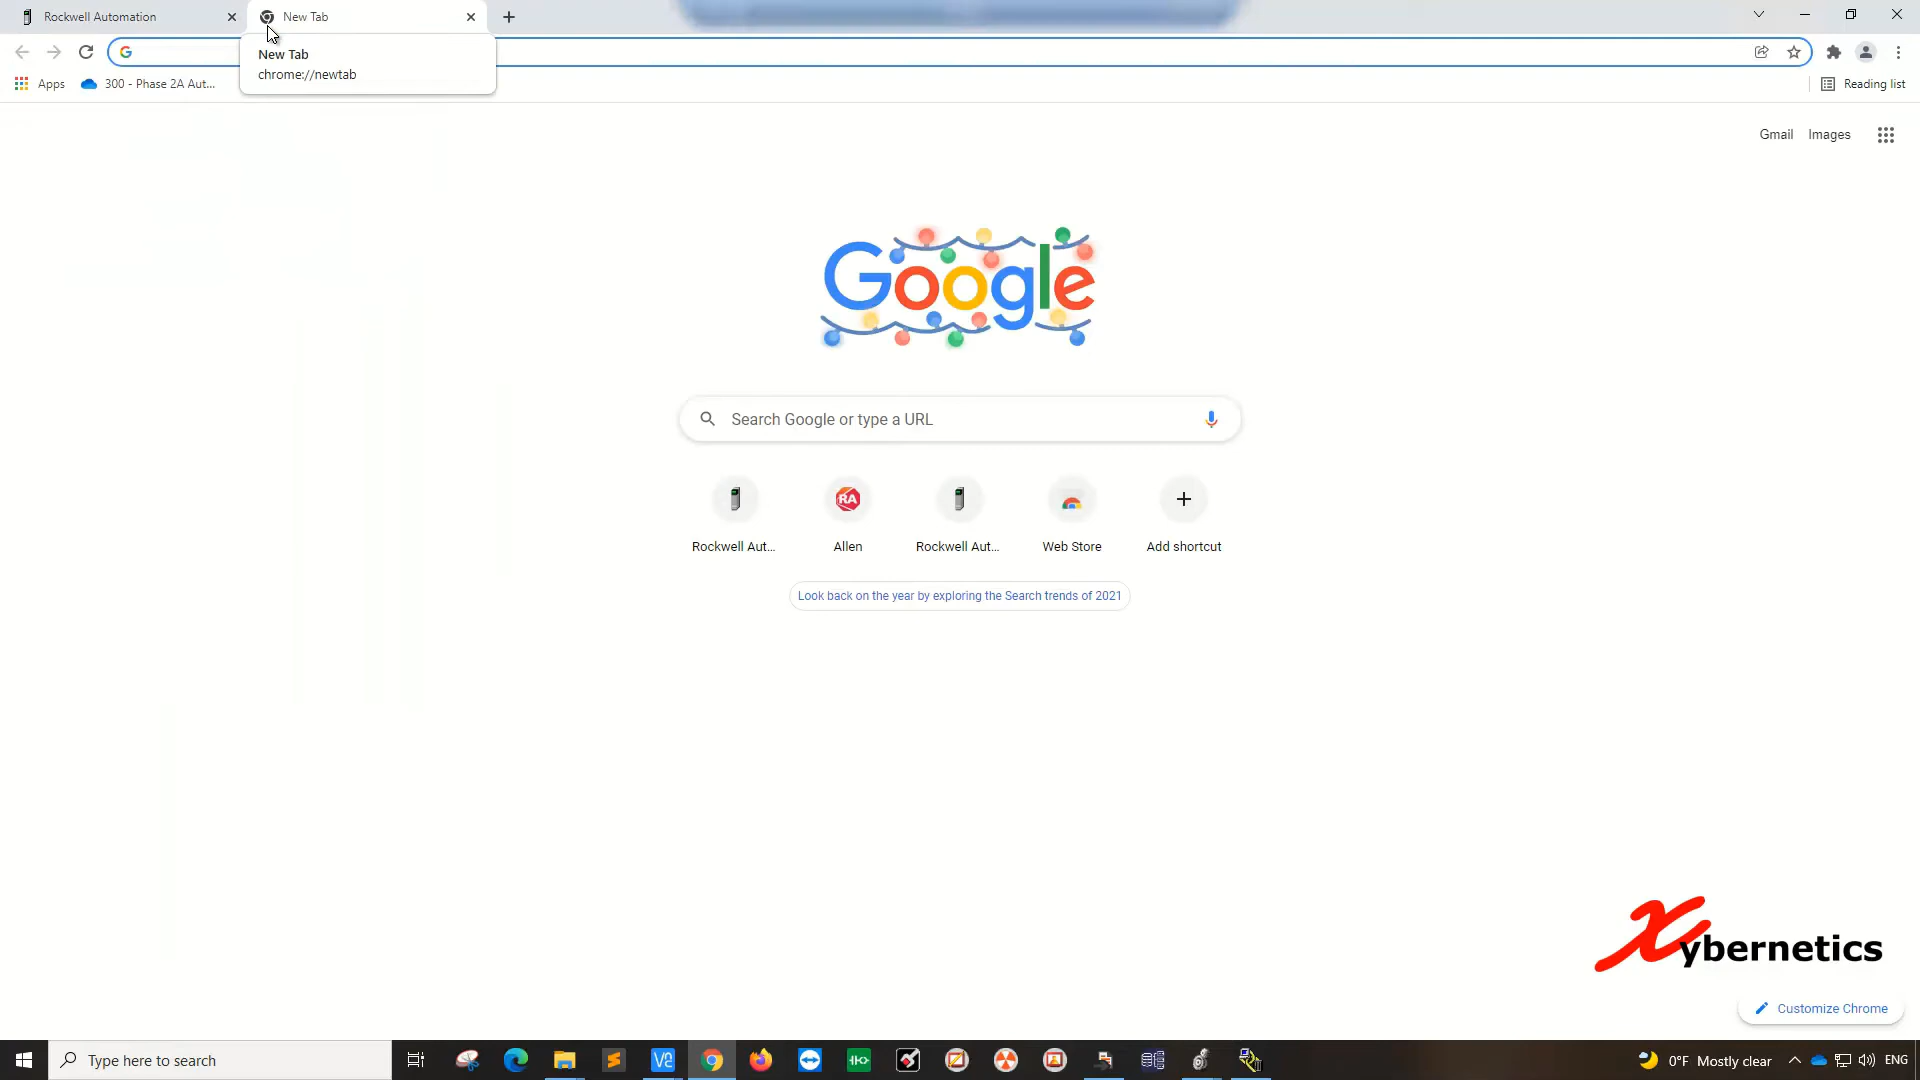 Rockwell Automation
New Tab
New Tab
chrome://newtab
Apps
300 - Phase 2A Aut...
Reading list
Gmail
Images
Google
Search Google or type a URL
Rockwell Aut...
Allen
Rockwell Aut...
Web Store
Add shortcut
Look back on the year by exploring the Search trends of 2021
Xybernetics
Customize Chrome
Type here to search
0°F Mostly clear
ENG